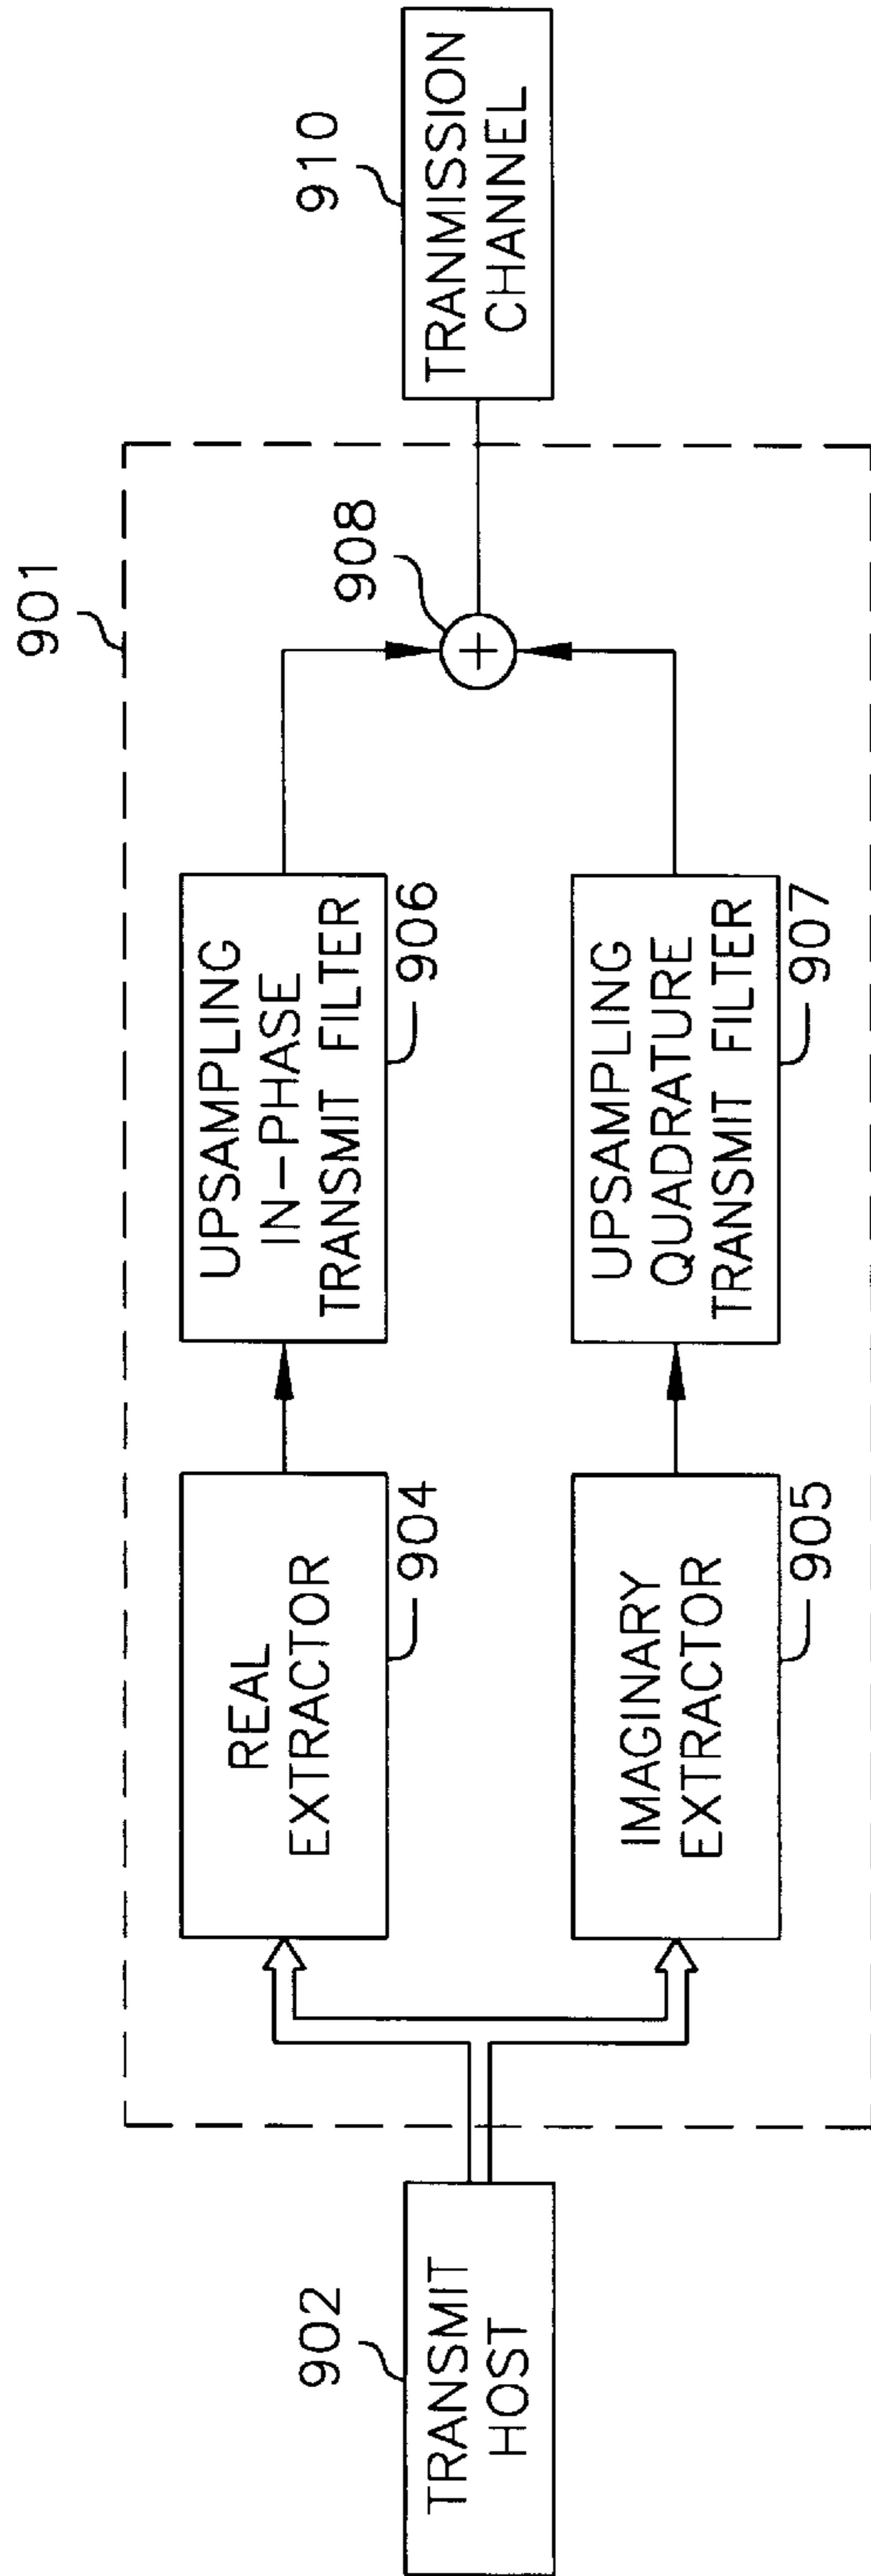 901
902
TRANSMIT
HOST
904
REAL
EXTRACTOR
905
IMAGINARY
EXTRACTOR
906
UPSAMPLING
IN-PHASE
TRANSMIT FILTER
907
UPSAMPLING
QUADRATURE
TRANSMIT FILTER
908
+
910
TRANMISSION
CHANNEL